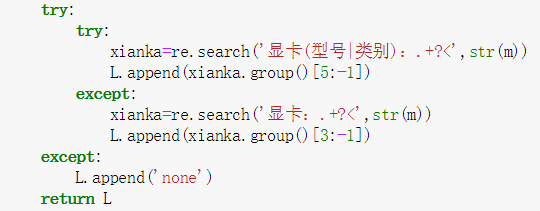 try:
try:
xianka=re.search('显卡(型号|类别)：.+?<',str(m))
L.append(xianka.group()[5:-1])
except:
xianka=re.search('显卡：.+?<',str(m))
L.append(xianka.group()[3:-1])
except:
L.append('none')
return L